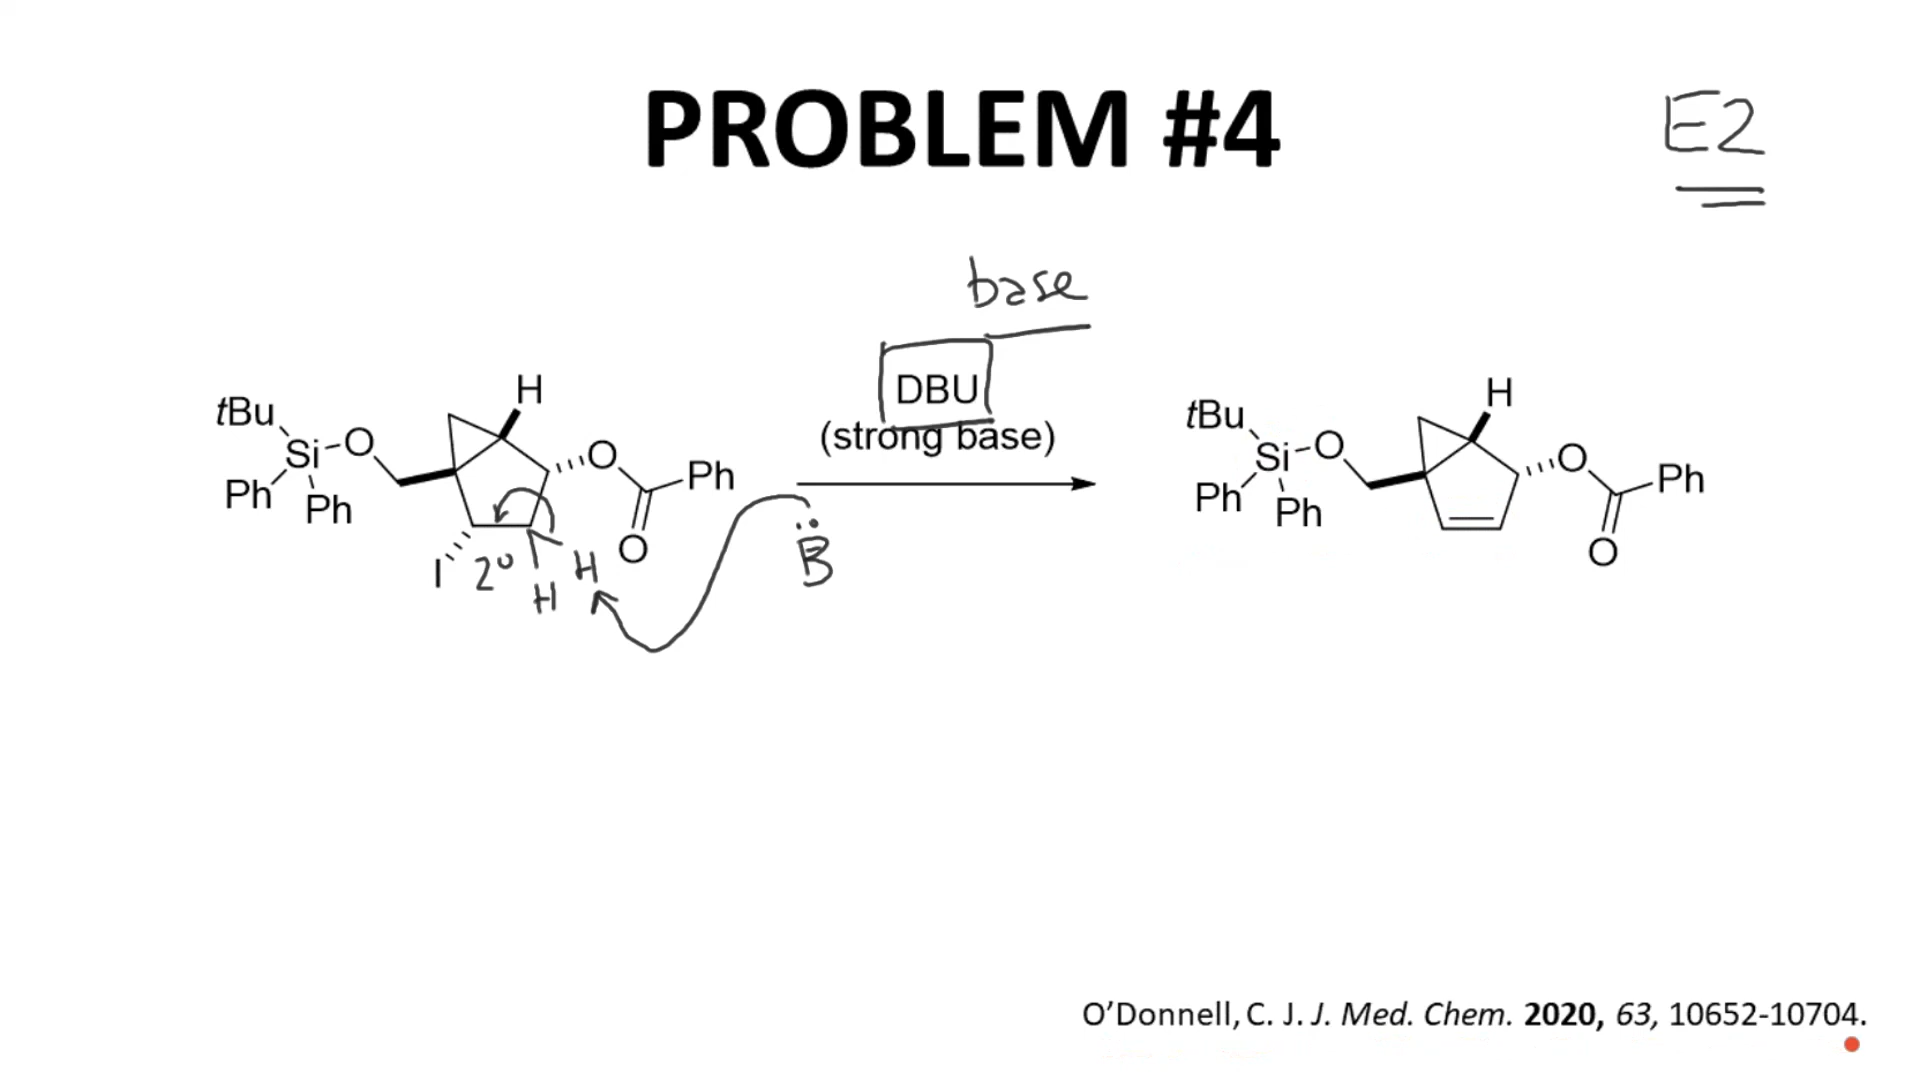 PROBLEM #4
E2
base
DBU
(strong base)
H
tBu
Si
O
O
Ph
Ph
Ph
O
I
2°
H
H
B
H
tBu
Si
O
O
Ph
Ph
Ph
O
O’Donnell, C. J. J. Med. Chem. 2020, 63, 10652-10704.